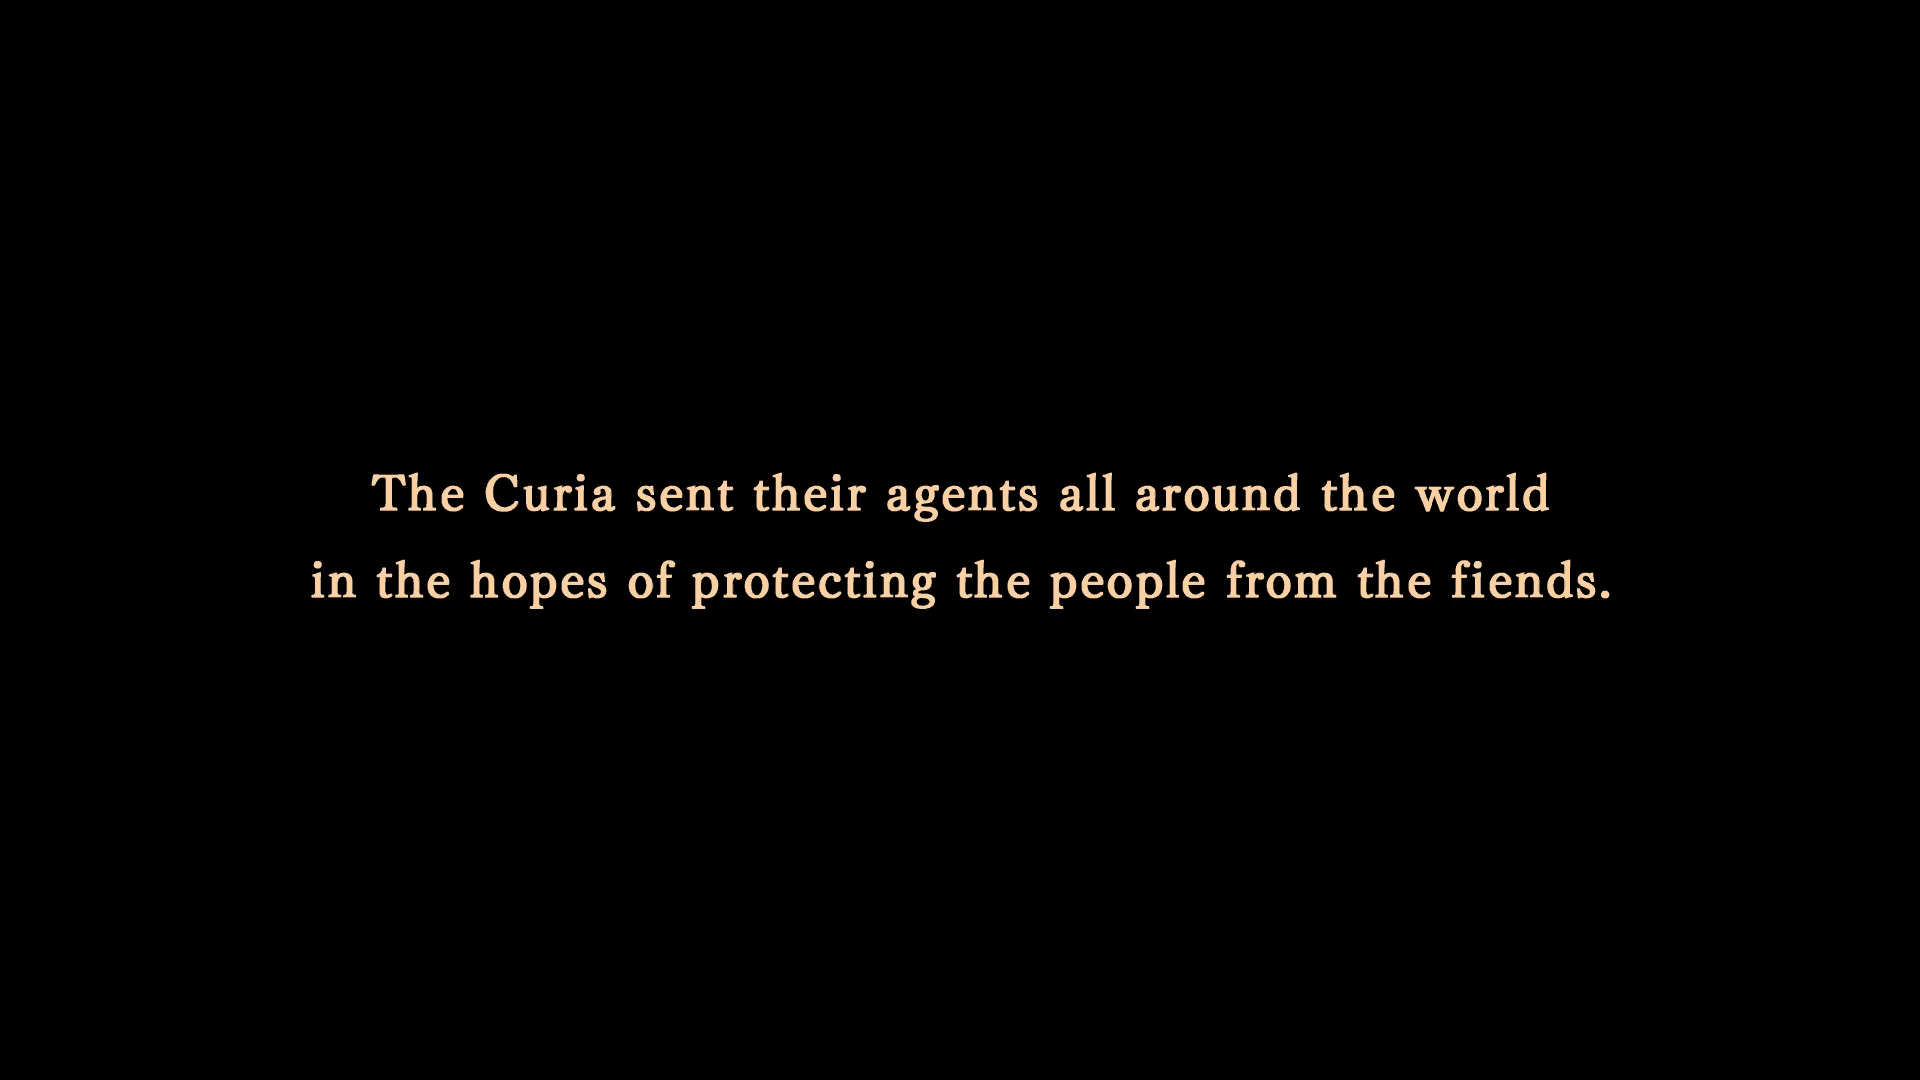 The Curia sent their agents all around the world
in the hopes of protecting the people from the fiends.